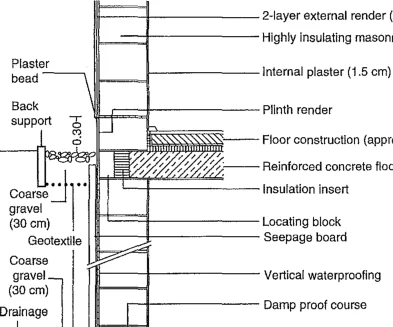 2-layer external render (
Highly insulating mason
Plaster
bead
Internal plaster (1.5 cm)
Back
support
0.30
Plinth render
Floor construction (appr
Reinforced concrete floo
Insulation insert
Coarse
gravel
(30 cm)
Locating block
Geotextile
Seepage board
Coarse
gravel
(30 cm)
Vertical waterproofing
Damp proof course
Drainage